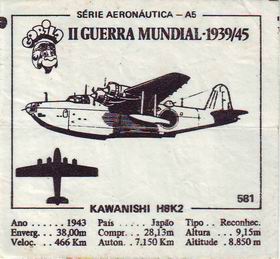 SÉRIE AERONÁUTICA - A5
II GUERRA MUNDIAL - 1939/45
581
KAWANISHI H8K2
Ano ...... 1943 País ..... Japão Tipo .. Reconhec.
Enverg... 38,00m Compr... 28,13m Altura ... 9,15m
Veloç... 466 Km Auton. 7.150 Km Altitude . 8.850 m